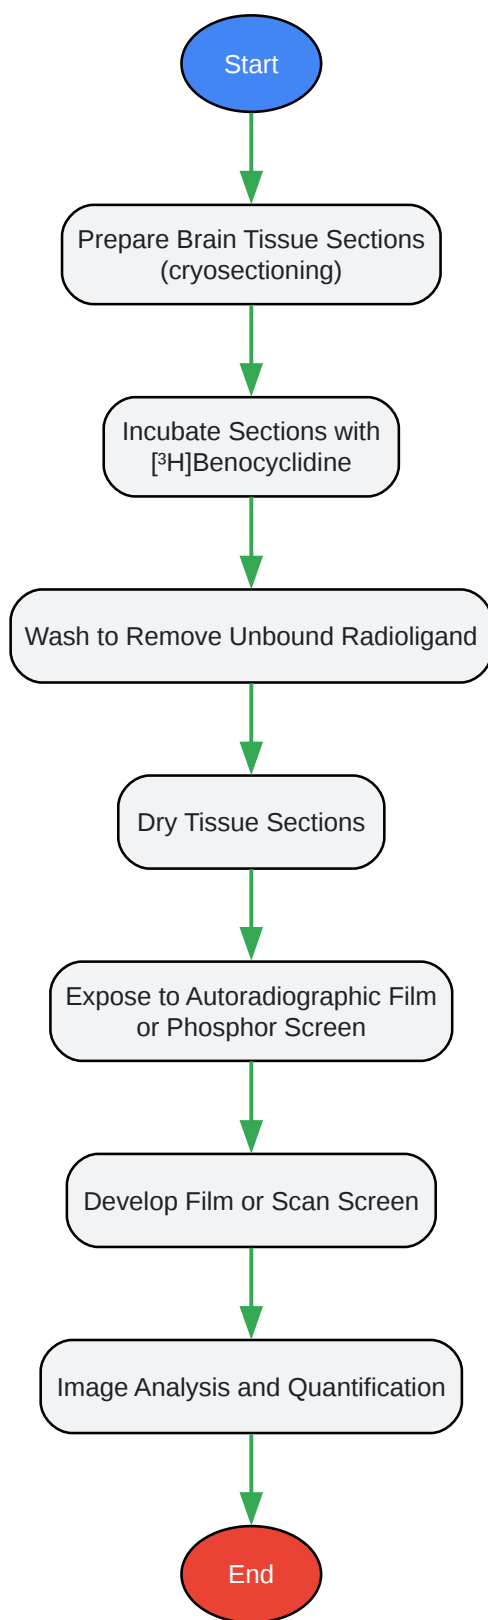 Start
Prepare Brain Tissue Sections
(cryosectioning)
Incubate Sections with
[³H]Benocyclidine
Wash to Remove Unbound Radioligand
Dry Tissue Sections
Expose to Autoradiographic Film
or Phosphor Screen
Develop Film or Scan Screen
Image Analysis and Quantification
End